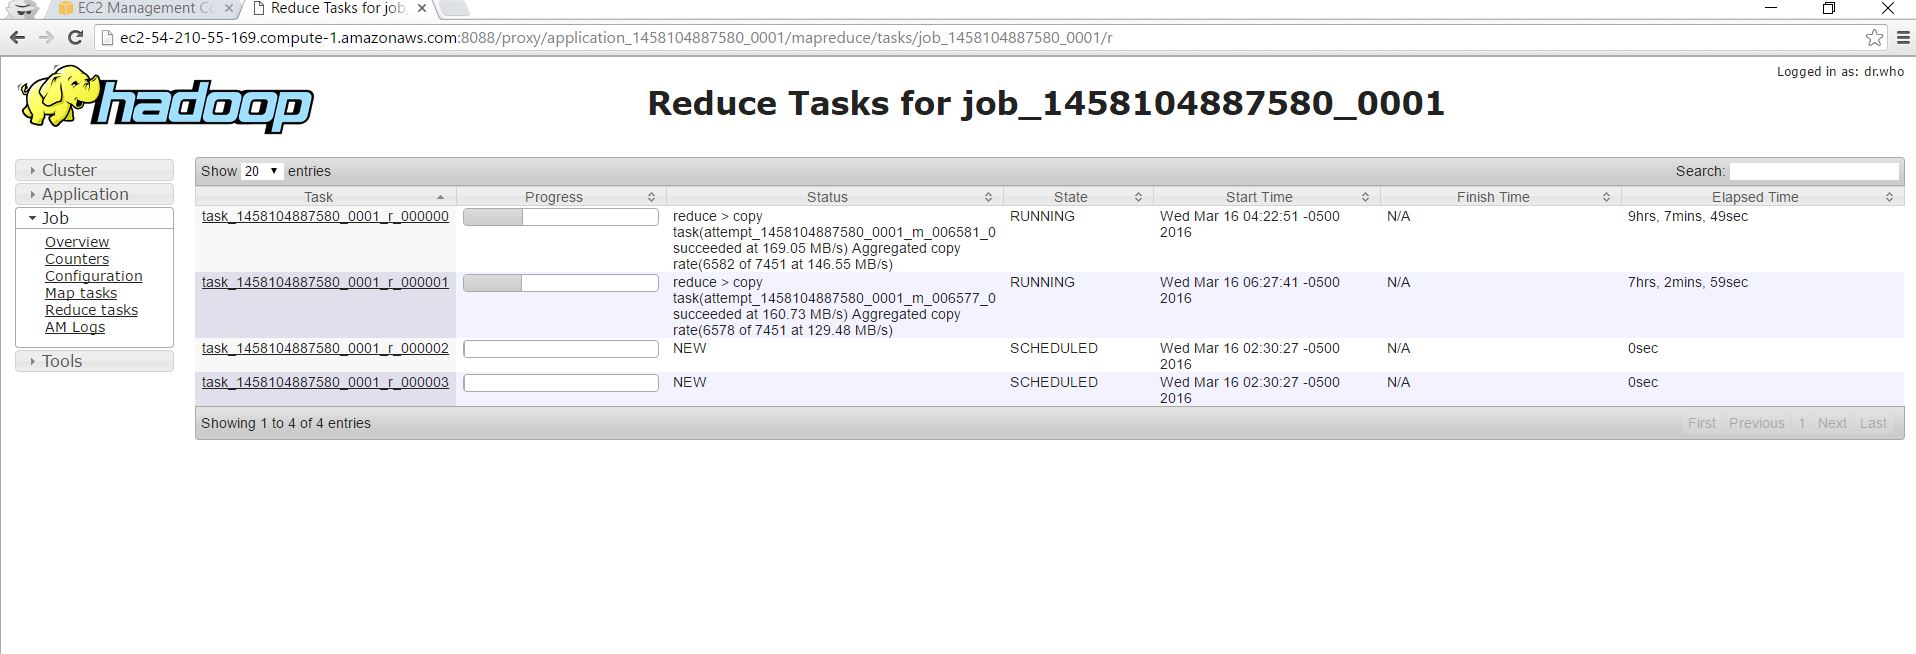 EC2 Management Co
Reduce Tasks for job_
ec2-54-210-55-169.compute-1.amazonaws.com:8088/proxy/application_1458104887580_0001/mapreduce/tasks/job_1458104887580_0001/r
Logged in as: dr.who
hadoop
Reduce Tasks for job_1458104887580_0001
Cluster
Application
Job
Overview
Counters
Configuration
Map tasks
Reduce tasks
AM Logs
Tools
Show 20 entries
Search:
Task Progress Status State Start Time Finish Time Elapsed Time
task_1458104887580_0001_r_000000 reduce > copy RUNNING Wed Mar 16 04:22:51 -0500 N/A 9hrs, 7mins, 49sec
task(attempt_1458104887580_0001_m_006581_0 2016
succeeded at 169.05 MB/s) Aggregated copy
rate(6582 of 7451 at 146.55 MB/s)
task_1458104887580_0001_r_000001 reduce > copy RUNNING Wed Mar 16 06:27:41 -0500 N/A 7hrs, 2mins, 59sec
task(attempt_1458104887580_0001_m_006577_0 2016
succeeded at 160.73 MB/s) Aggregated copy
rate(6578 of 7451 at 129.48 MB/s)
task_1458104887580_0001_r_000002 NEW SCHEDULED Wed Mar 16 02:30:27 -0500 N/A 0sec
2016
task_1458104887580_0001_r_000003 NEW SCHEDULED Wed Mar 16 02:30:27 -0500 N/A 0sec
2016
Showing 1 to 4 of 4 entries
First Previous 1 Next Last